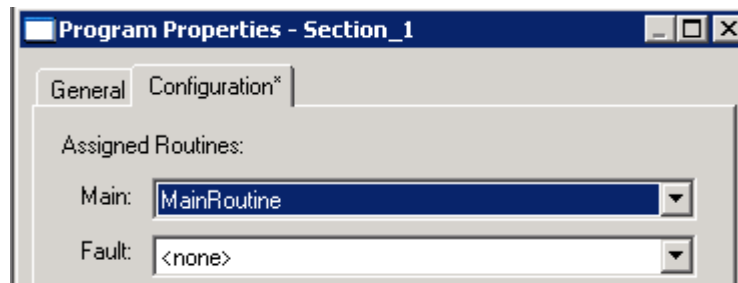 Program Properties - Section_1
General Configuration*
Assigned Routines:
Main: MainRoutine
Fault: <none>